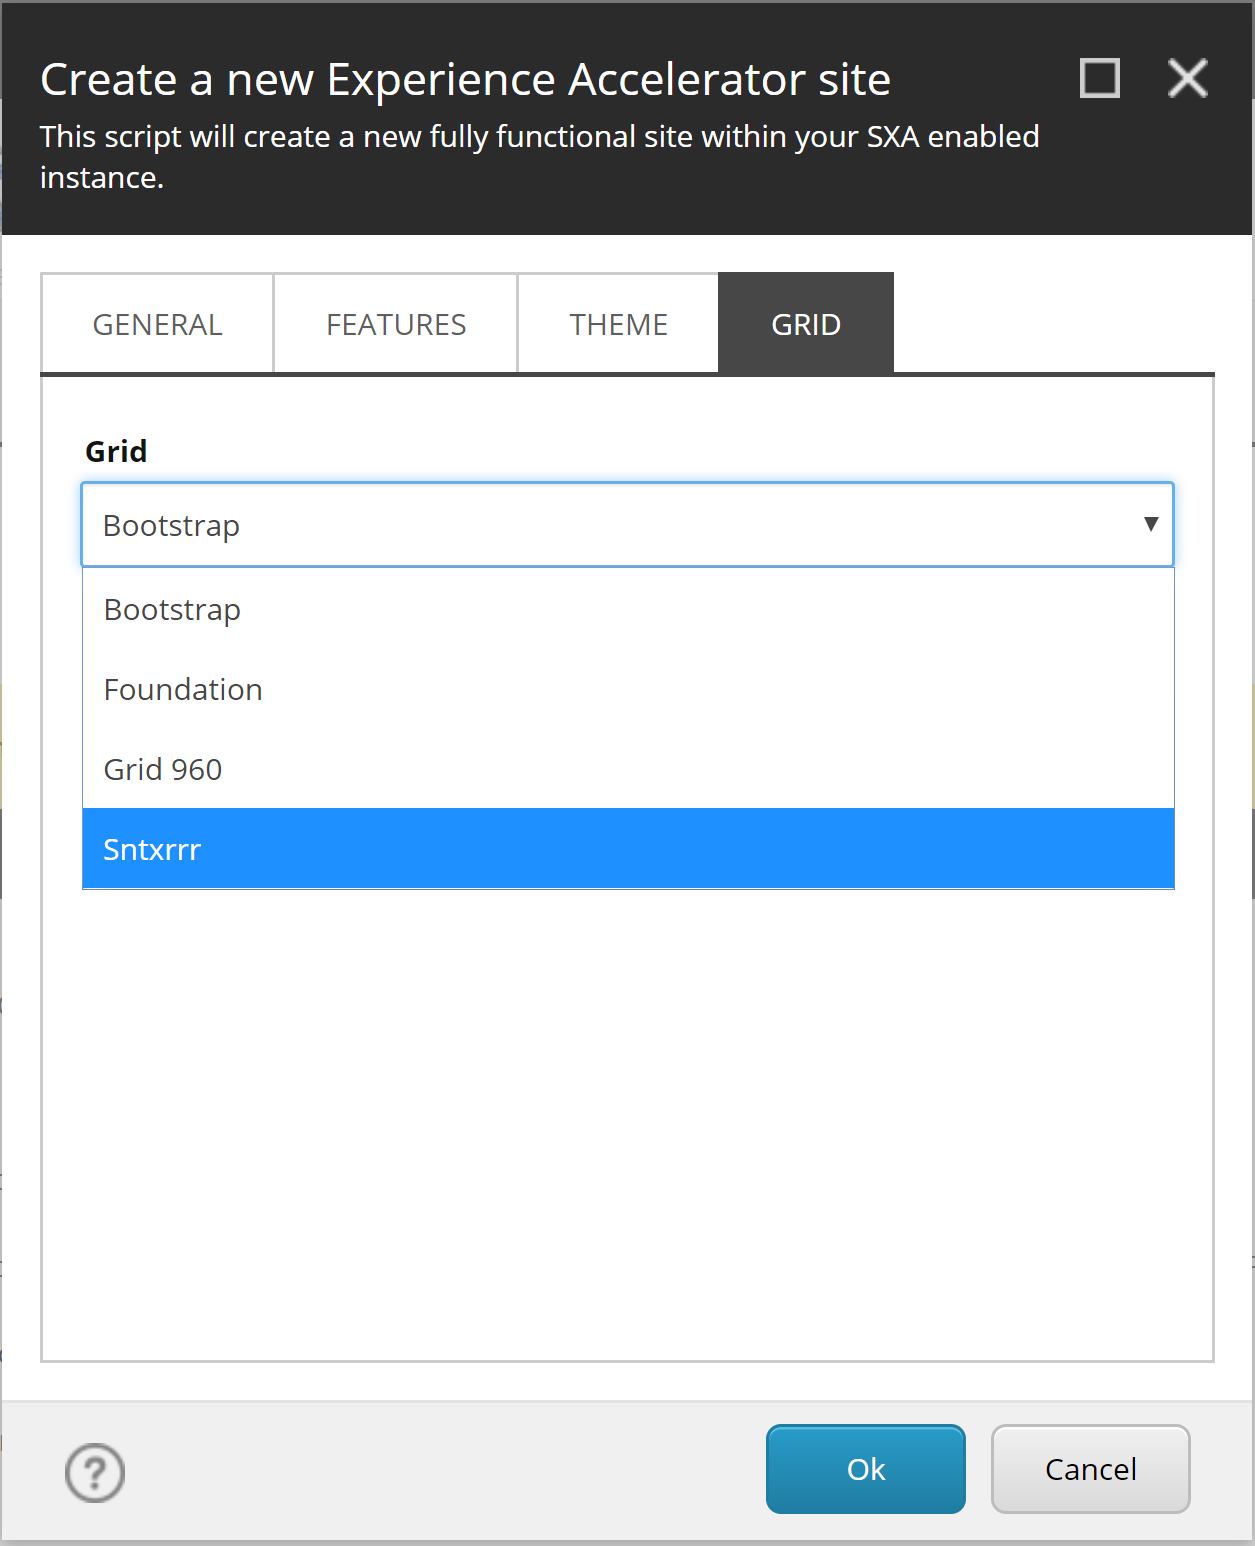 Create a new Experience Accelerator site
This script will create a new fully functional site within your SXA enabled
instance.
GENERAL FEATURES THEME GRID
Grid
Bootstrap
Bootstrap
Foundation
Grid 960
Sntxrrr
Ok Cancel